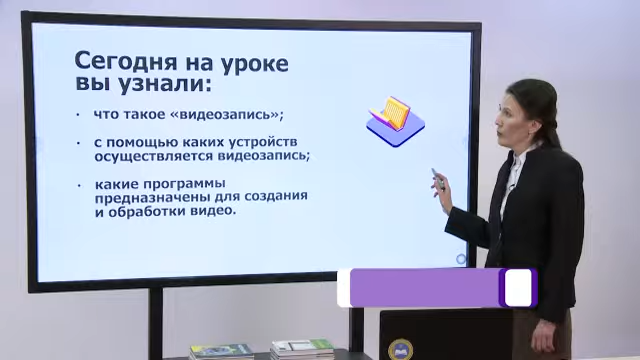 Сегодня на уроке
вы узнали:
· что такое «видеозапись»;
· с помощью каких устройств
осуществляется видеозапись;
· какие программы
предназначены для создания
и обработки видео.